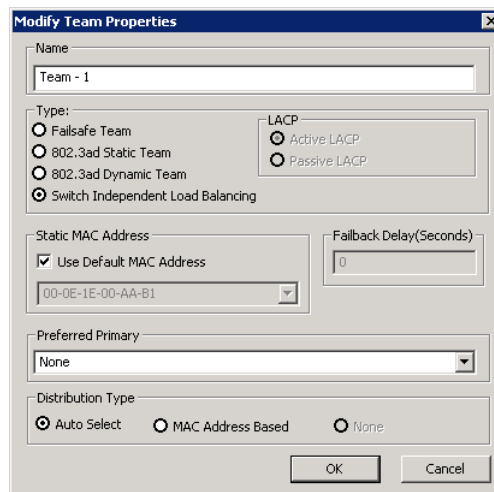 Modify Team Properties
Name
Team - 1
Type:
Failsafe Team
802.3ad Static Team
802.3ad Dynamic Team
Switch Independent Load Balancing
LACP
Active LACP
Passive LACP
Static MAC Address
Use Default MAC Address
00-0E-1E-00-AA-B1
Failback Delay(Seconds)
0
Preferred Primary
None
Distribution Type
Auto Select
MAC Address Based
None
OK
Cancel